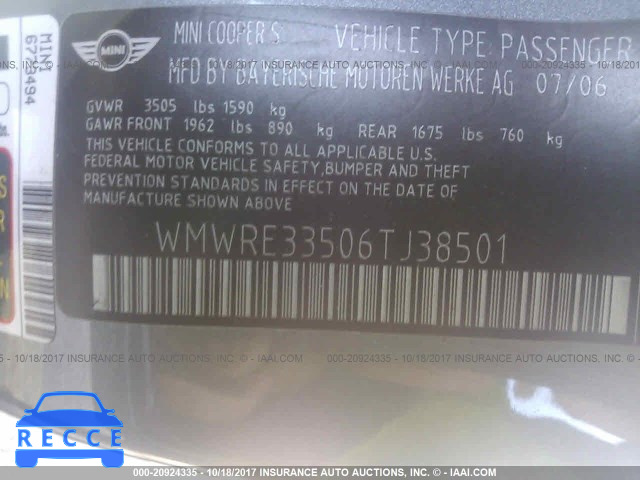 MINI
MINI COOPER S VEHICLE TYPE PASSENGER
MFD BY BAYERISCHE MOTOREN WERKE AG 07/06
GVWR 3505 lbs 1590 kg
GAWR FRONT 1962 lbs 890 kg REAR 1675 lbs 760 kg
THIS VEHICLE CONFORMS TO ALL APPLICABLE U.S.
FEDERAL MOTOR VEHICLE SAFETY,BUMPER AND THEFT
PREVENTION STANDARDS IN EFFECT ON THE DATE OF
MANUFACTURE SHOWN ABOVE
WMWRE33506TJ38501
000-20924335 - 10/18/2017 INSURANCE AUTO AUCTIONS, INC. - © IAAI.COM
RECCE
000-20924335 - 10/18/2017 INSURANCE AUTO AUCTIONS, INC. - WWW.IAAI.COM